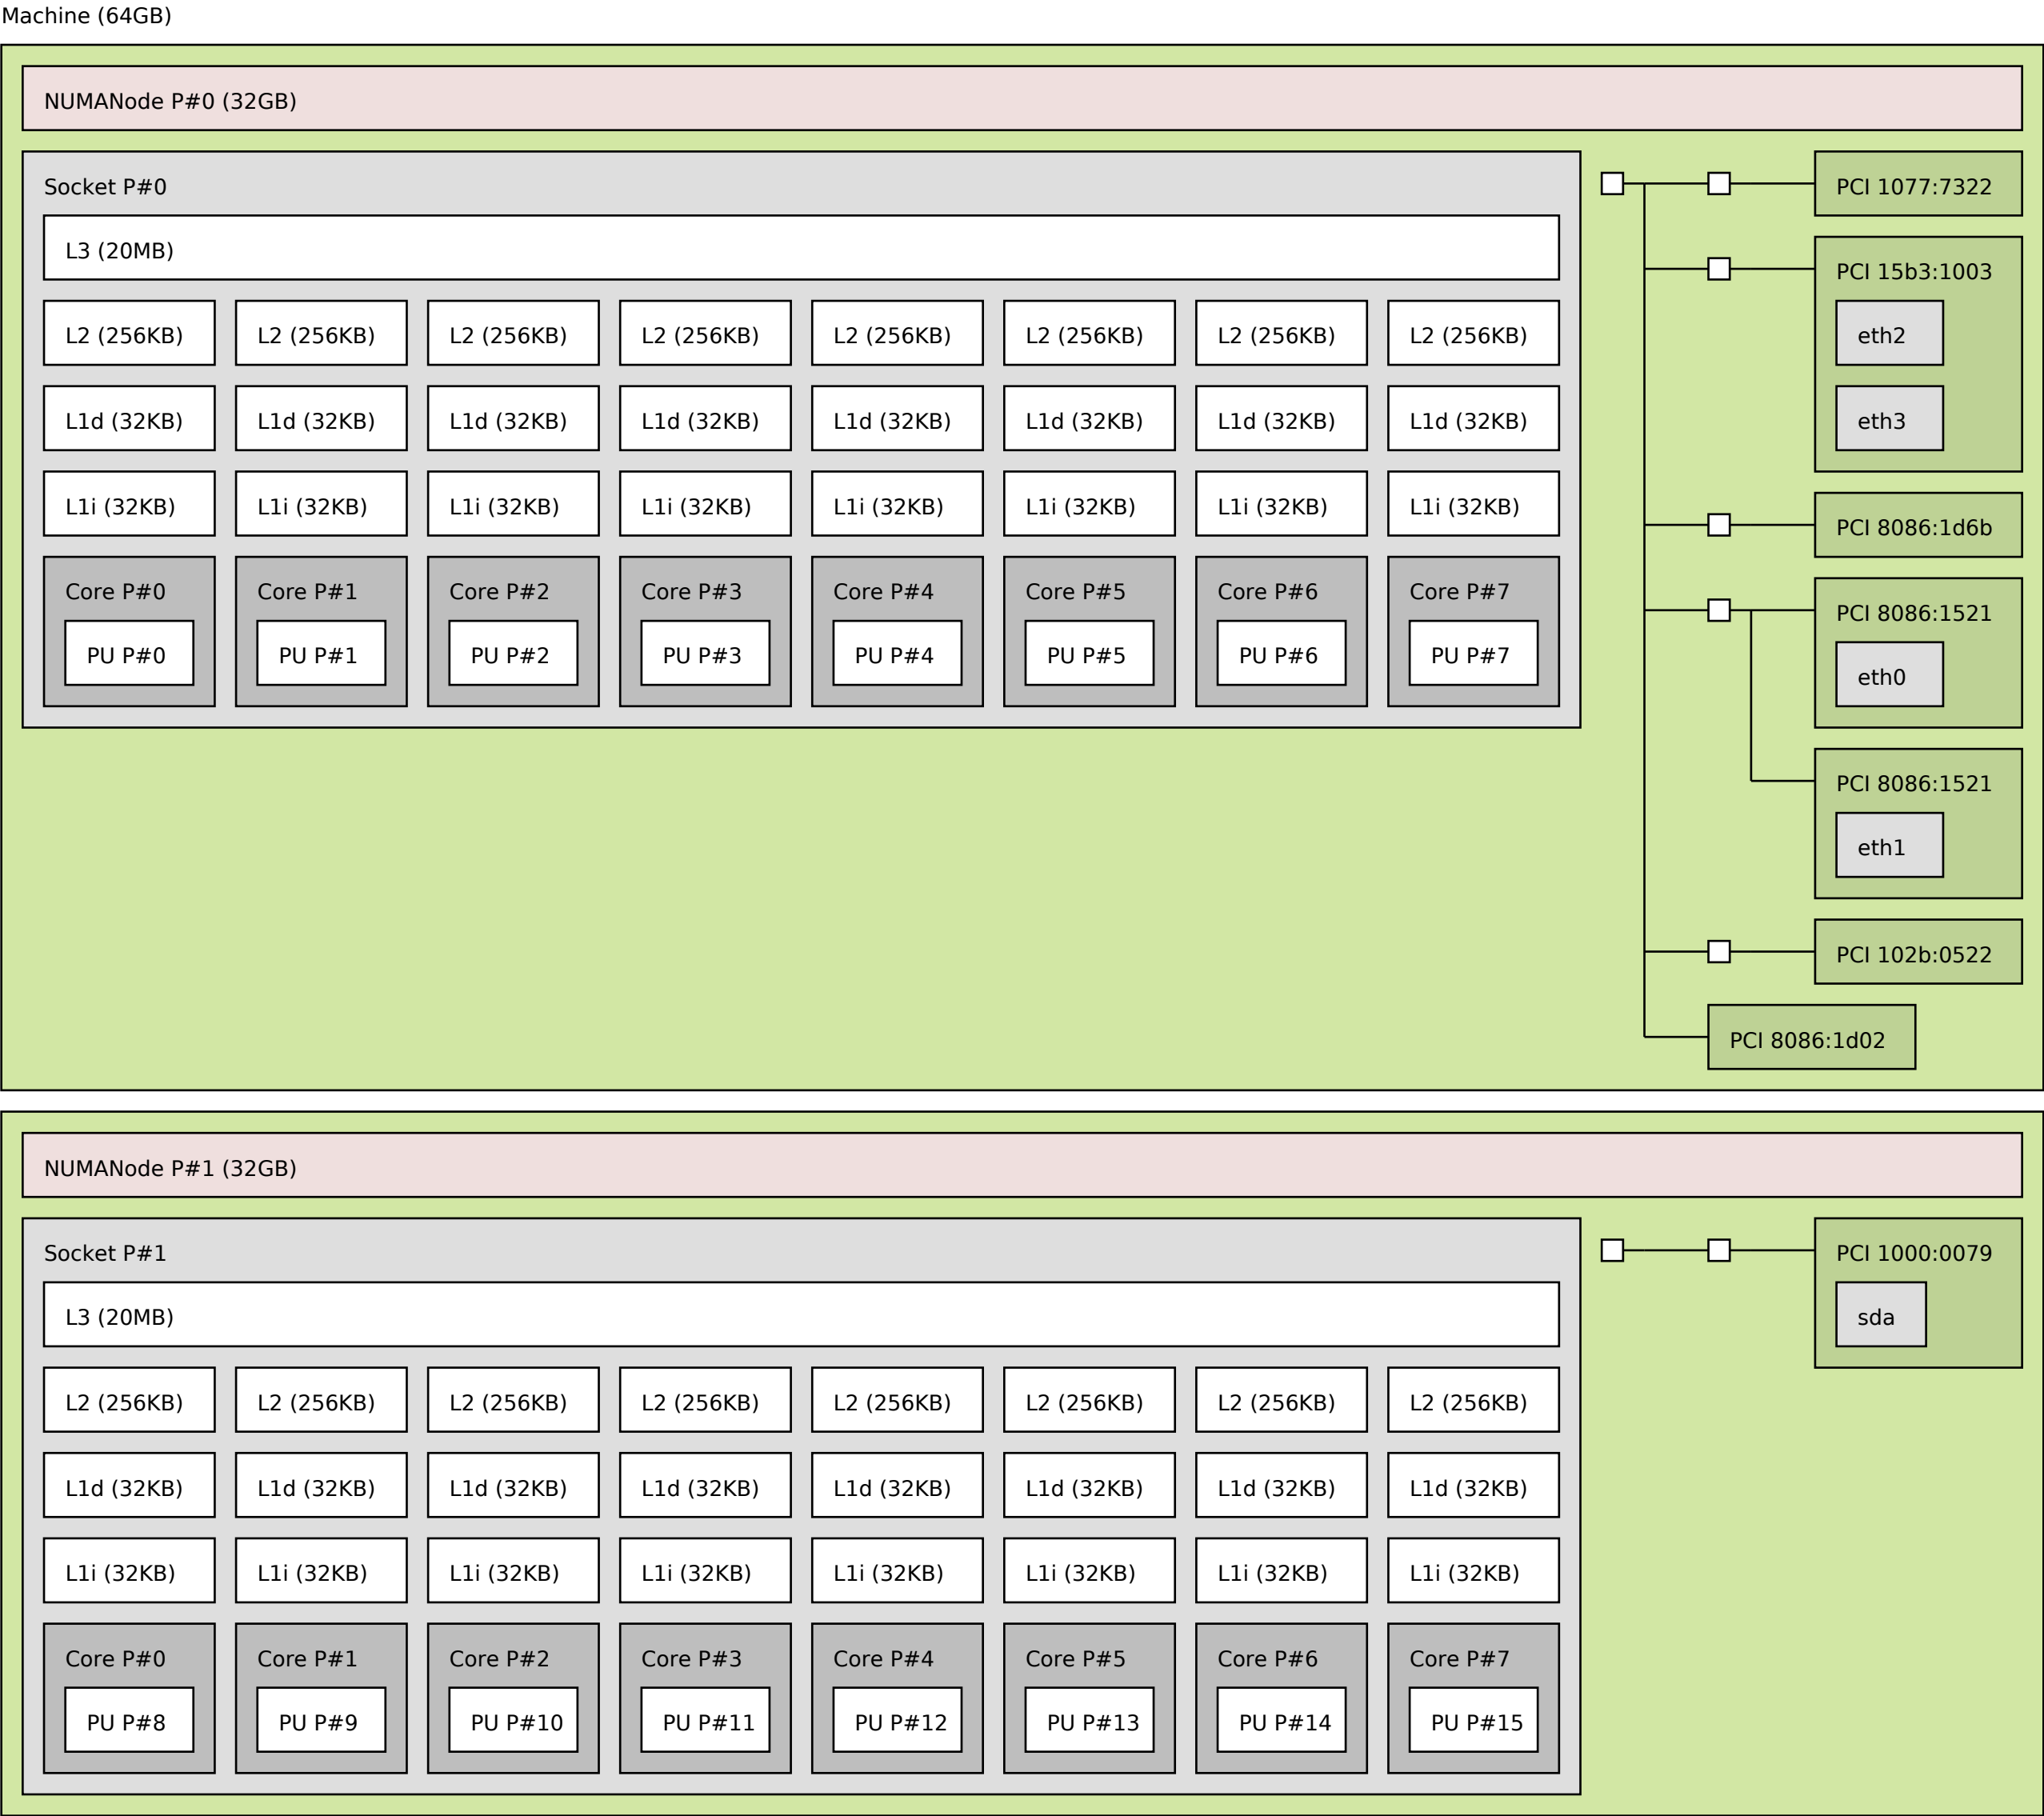 Machine (64GB)
NUMANode P#0 (32GB)
Socket P#0
L3 (20MB)
L2 (256KB) L2 (256KB) L2 (256KB) L2 (256KB) L2 (256KB) L2 (256KB) L2 (256KB) L2 (256KB)
L1d (32KB) L1d (32KB) L1d (32KB) L1d (32KB) L1d (32KB) L1d (32KB) L1d (32KB) L1d (32KB)
L1i (32KB) L1i (32KB) L1i (32KB) L1i (32KB) L1i (32KB) L1i (32KB) L1i (32KB) L1i (32KB)
Core P#0 Core P#1 Core P#2 Core P#3 Core P#4 Core P#5 Core P#6 Core P#7
PU P#0 PU P#1 PU P#2 PU P#3 PU P#4 PU P#5 PU P#6 PU P#7
PCI 1077:7322
PCI 15b3:1003
eth2
eth3
PCI 8086:1d6b
PCI 8086:1521
eth0
PCI 8086:1521
eth1
PCI 102b:0522
PCI 8086:1d02
NUMANode P#1 (32GB)
Socket P#1
L3 (20MB)
L2 (256KB) L2 (256KB) L2 (256KB) L2 (256KB) L2 (256KB) L2 (256KB) L2 (256KB) L2 (256KB)
L1d (32KB) L1d (32KB) L1d (32KB) L1d (32KB) L1d (32KB) L1d (32KB) L1d (32KB) L1d (32KB)
L1i (32KB) L1i (32KB) L1i (32KB) L1i (32KB) L1i (32KB) L1i (32KB) L1i (32KB) L1i (32KB)
Core P#0 Core P#1 Core P#2 Core P#3 Core P#4 Core P#5 Core P#6 Core P#7
PU P#8 PU P#9 PU P#10 PU P#11 PU P#12 PU P#13 PU P#14 PU P#15
PCI 1000:0079
sda